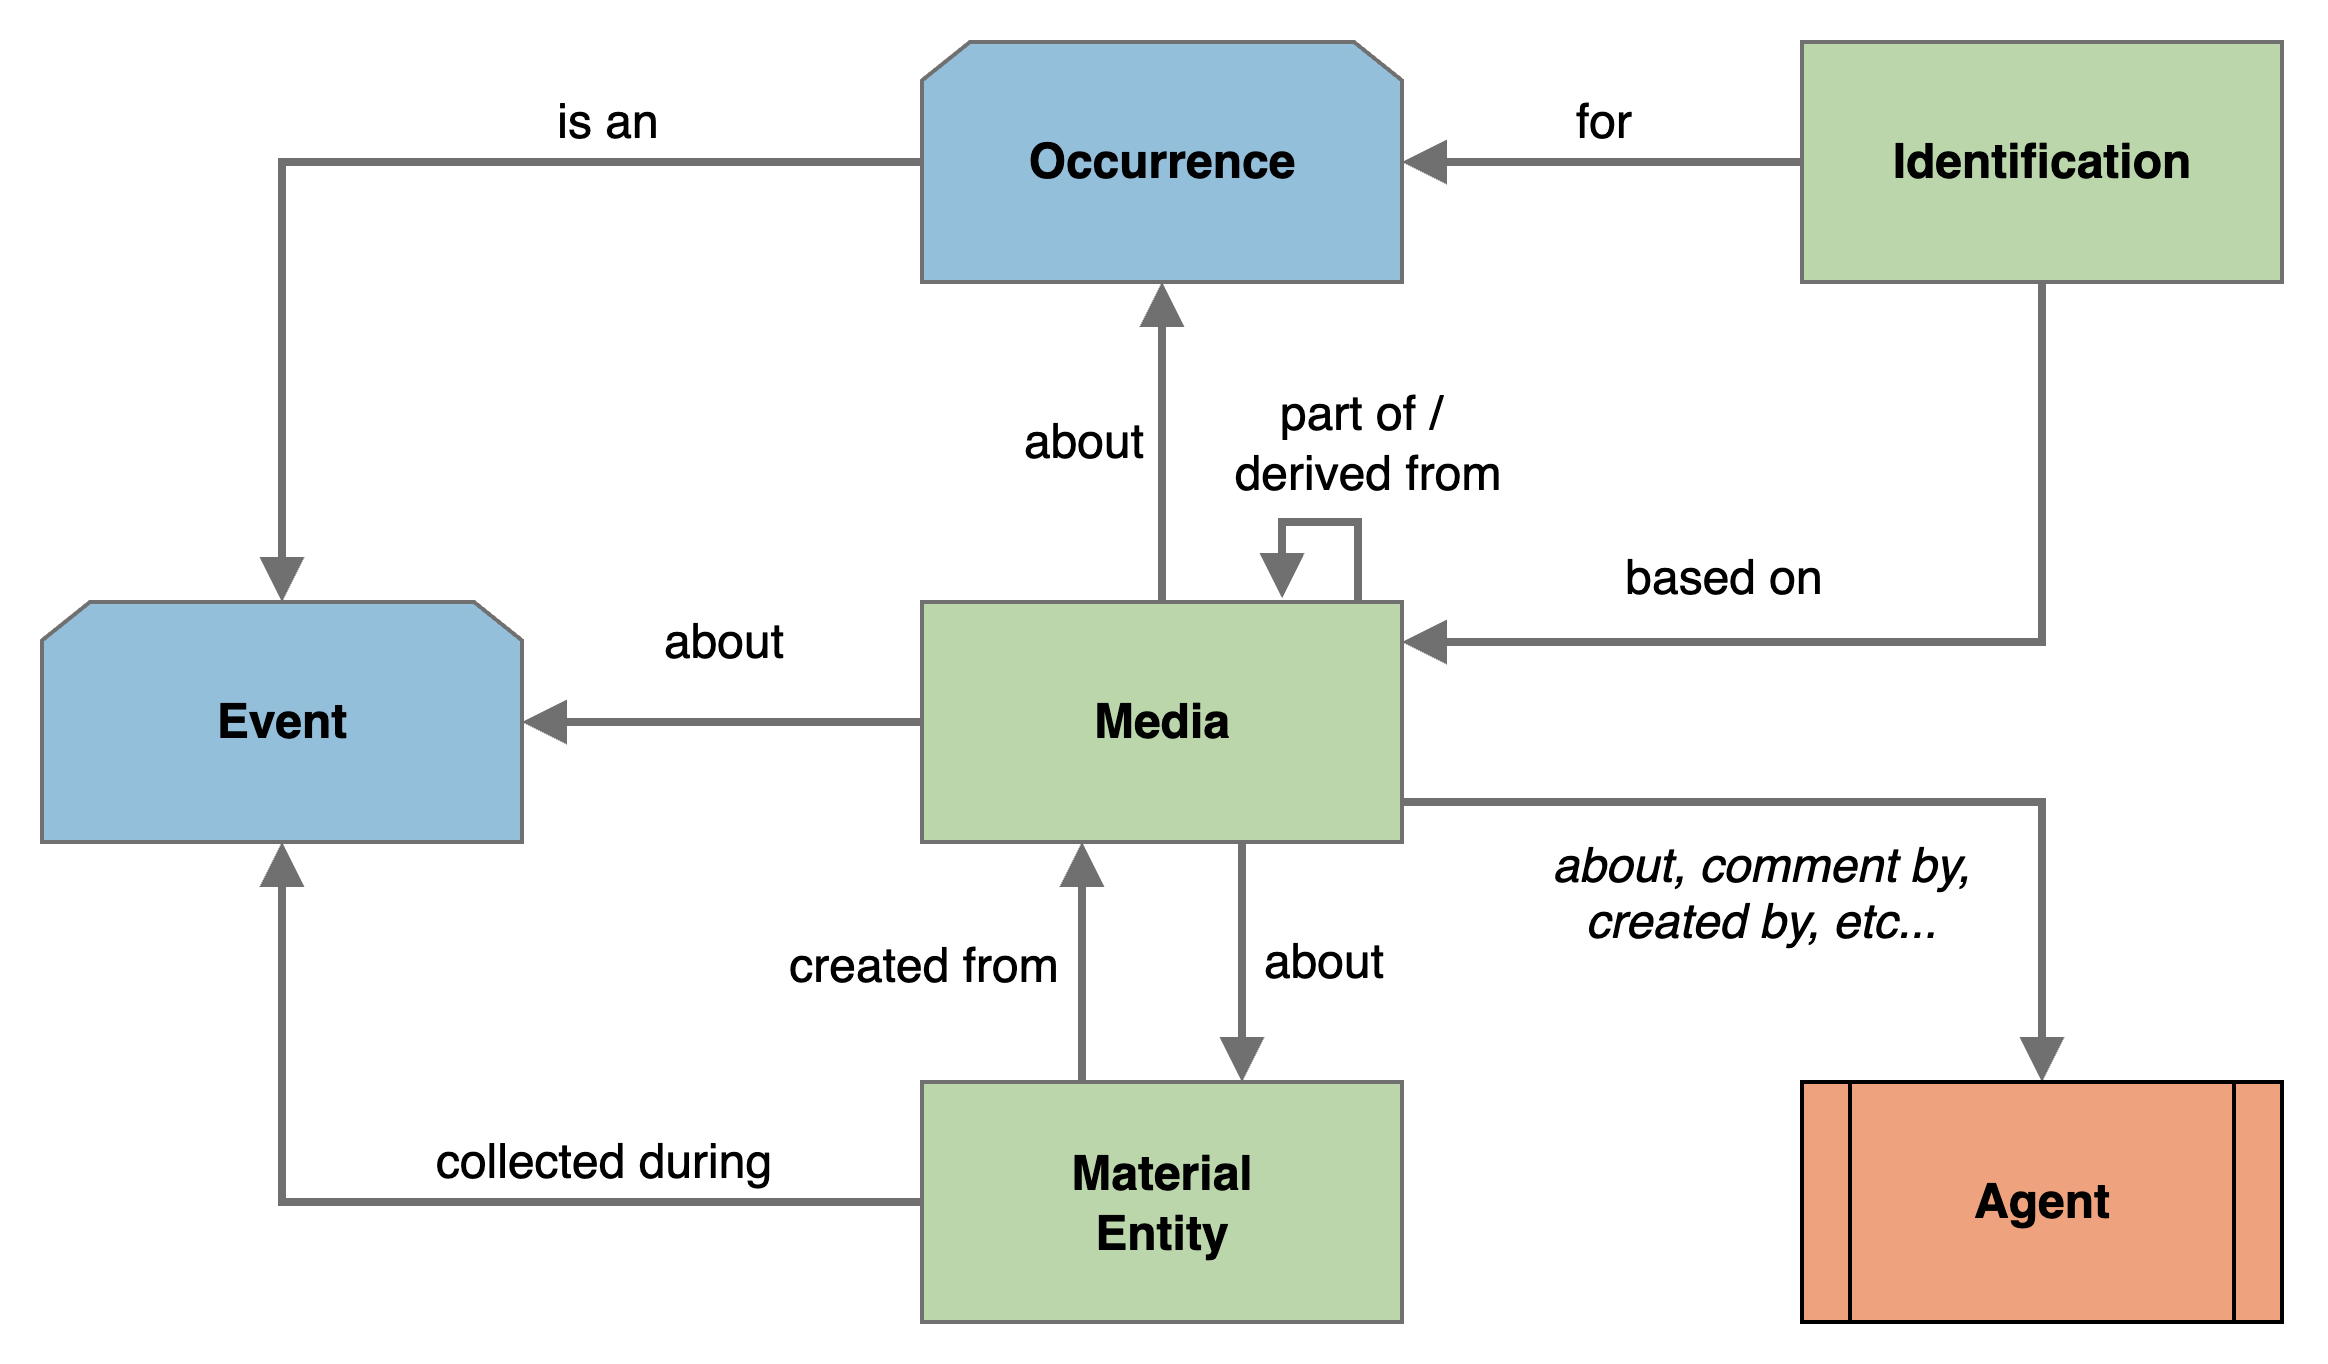 is an
Occurrence
for
Identification
about
part of /
derived from
based on
Event
about
Media
about, comment by,
created by, etc...
created from
about
collected during
Material
Entity
Agent